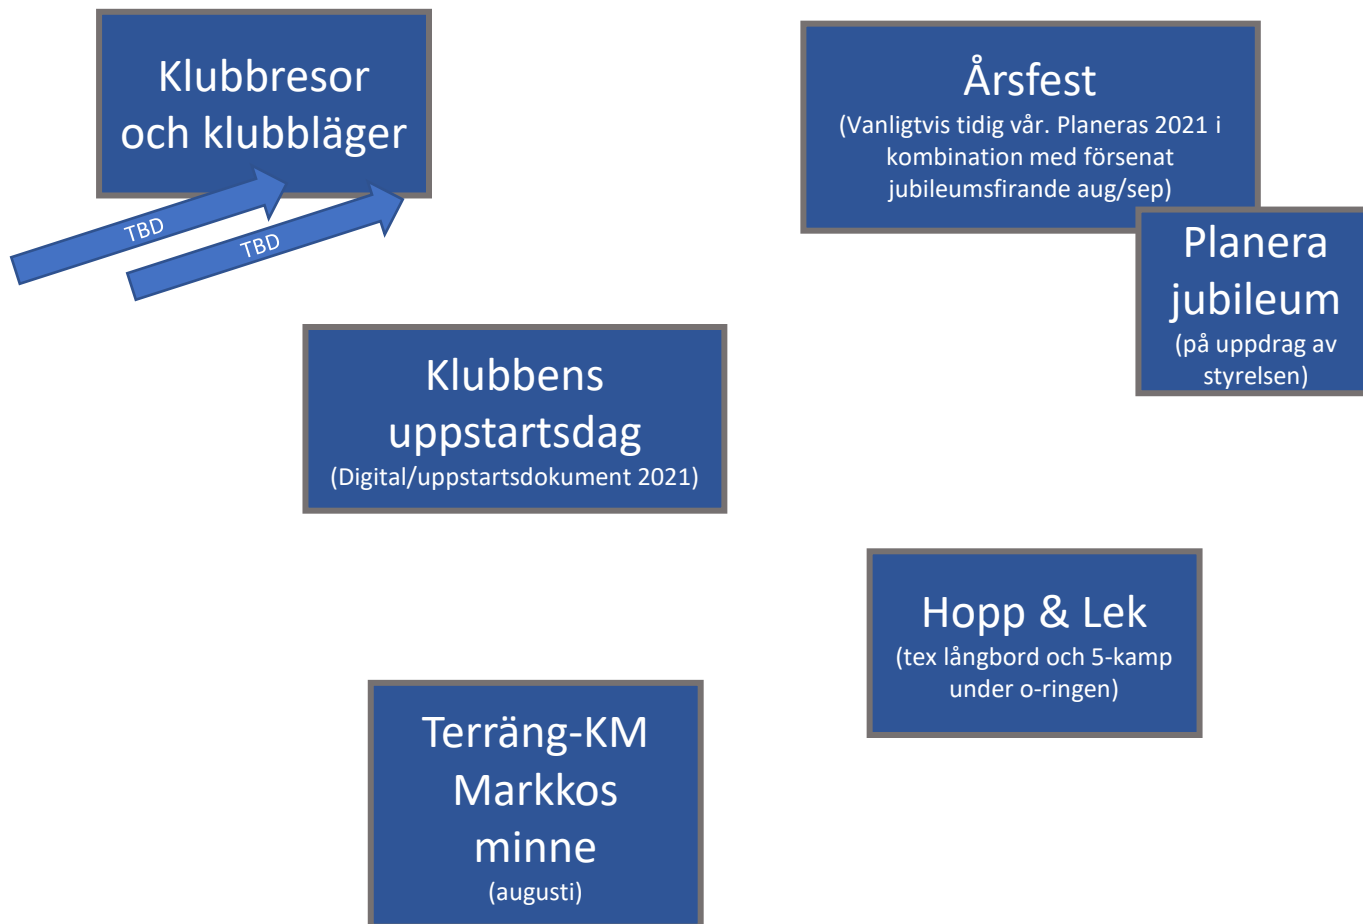 Klubbresor
och klubbläger
TBD
TBD
Årsfest
(Vanligtvis tidig vår. Planeras 2021 i
kombination med försenat
jubileumsfirande aug/sep)
Planera
jubileum
(på uppdrag av
styrelsen)
Klubbens
uppstartsdag
(Digital/uppstartsdokument 2021)
Hopp & Lek
(tex långbord och 5-kamp
under o-ringen)
Terräng-KM
Markkos
minne
(augusti)